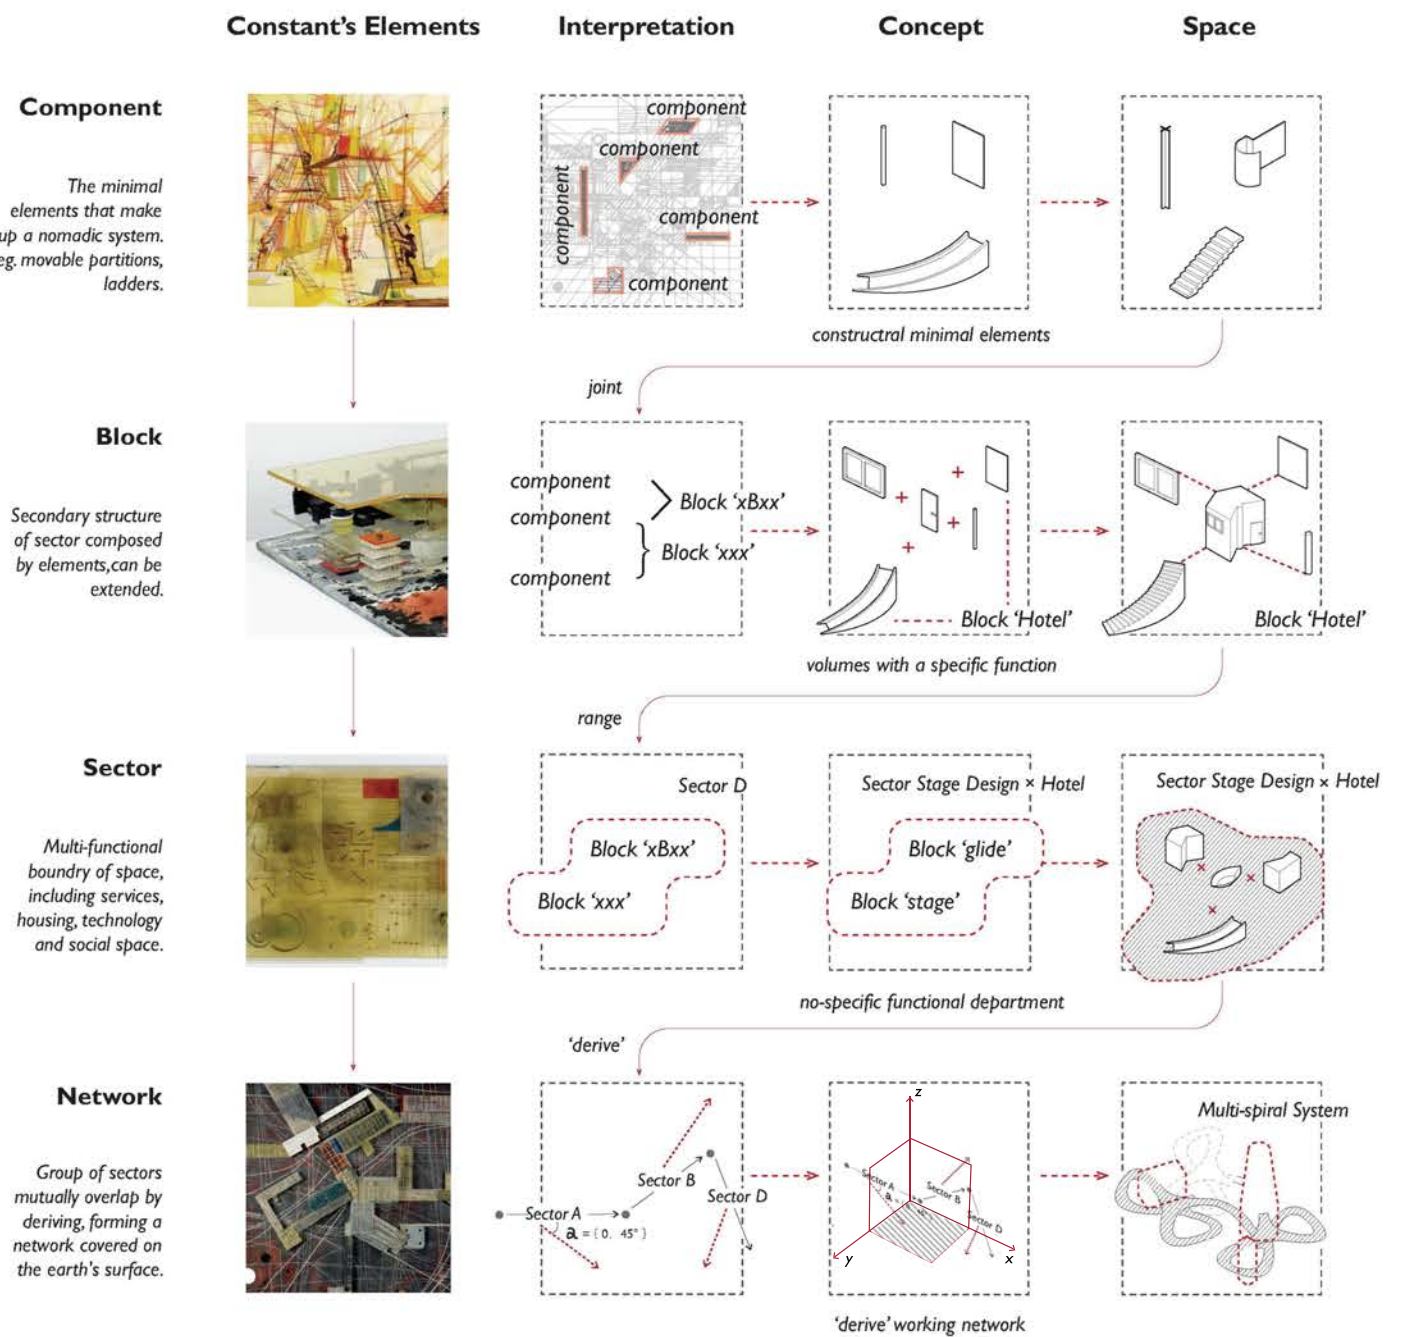 Constant's Elements
Interpretation
Concept
Space
Component
The minimal
elements that make
up a nomadic system.
eg. movable partitions,
ladders.
component
component
component
component
component
constructral minimal elements
joint
Block
Secondary structure
of sector composed
by elements,can be
extended.
component
component
component
Block 'xBxx'
Block 'xxx'
Block 'Hotel'
Block 'Hotel'
volumes with a specific function
range
Sector
Multi-functional
boundry of space,
including services,
housing, technology
and social space.
Sector D
Block 'xBxx'
Block 'xxx'
Sector Stage Design × Hotel
Block 'glide'
Block 'stage'
Sector Stage Design × Hotel
no-specific functional department
'derive'
Network
Group of sectors
mutually overlap by
deriving, forming a
network covered on
the earth's surface.
Sector A
a = {0. 45°}
Sector B
Sector D
z
Sector A
a =
Sector B
Sector D
y
x
Multi-spiral System
'derive' working network